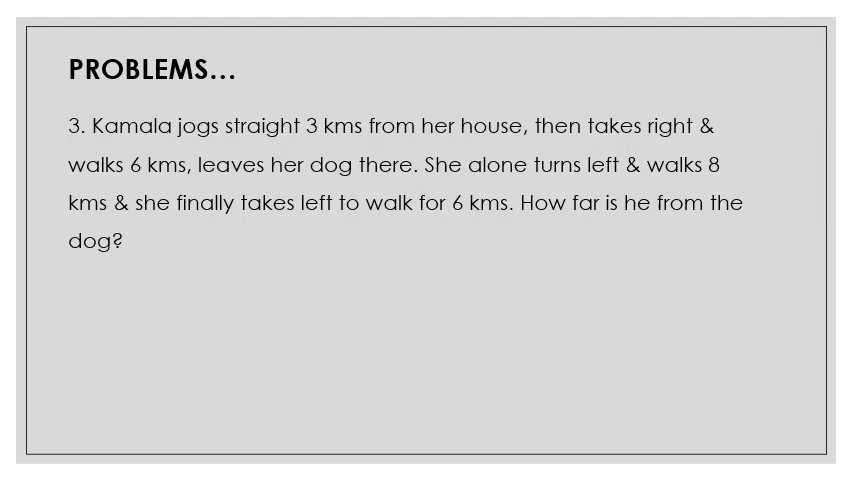 PROBLEMS…
3. Kamala jogs straight 3 kms from her house, then takes right &
walks 6 kms, leaves her dog there. She alone turns left & walks 8
kms & she finally takes left to walk for 6 kms. How far is he from the
dog?